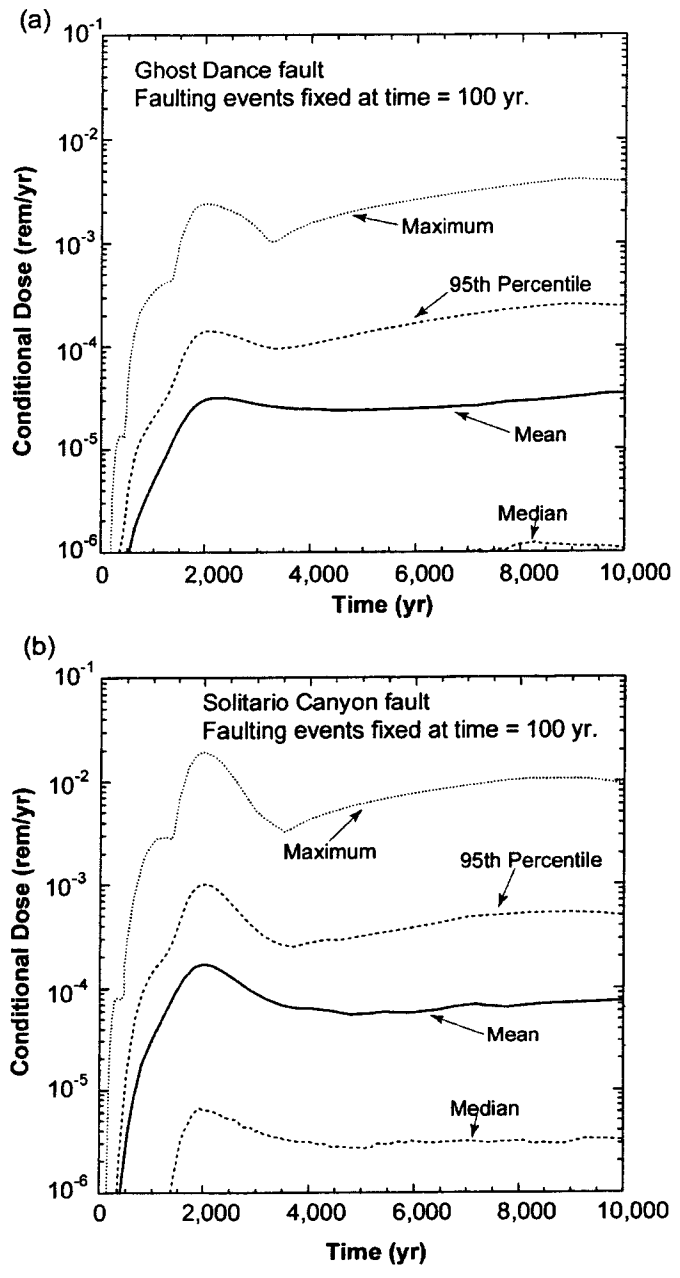 (a)
10^-1
Ghost Dance fault
Faulting events fixed at time = 100 yr.
10^-2
Maximum
10^-3
95th Percentile
10^-4
Mean
10^-5
Median
10^-6
0 2,000 4,000 6,000 8,000 10,000
Time (yr)
Conditional Dose (rem/yr)
(b)
10^-1
Solitario Canyon fault
Faulting events fixed at time = 100 yr.
10^-2
Maximum
95th Percentile
10^-3
10^-4
Mean
10^-5
Median
10^-6
0 2,000 4,000 6,000 8,000 10,000
Time (yr)
Conditional Dose (rem/yr)